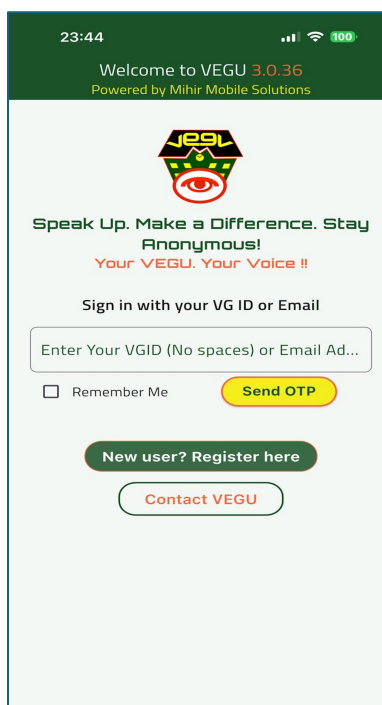 23:44
100
Welcome to VEGU 3.0.36
Powered by Mihir Mobile Solutions
VEGU
Speak Up. Make a Difference. Stay
Anonymous!
Your VEGU. Your Voice !!
Sign in with your VG ID or Email
Enter Your VGID (No spaces) or Email Ad...
Remember Me
Send OTP
New user? Register here
Contact VEGU